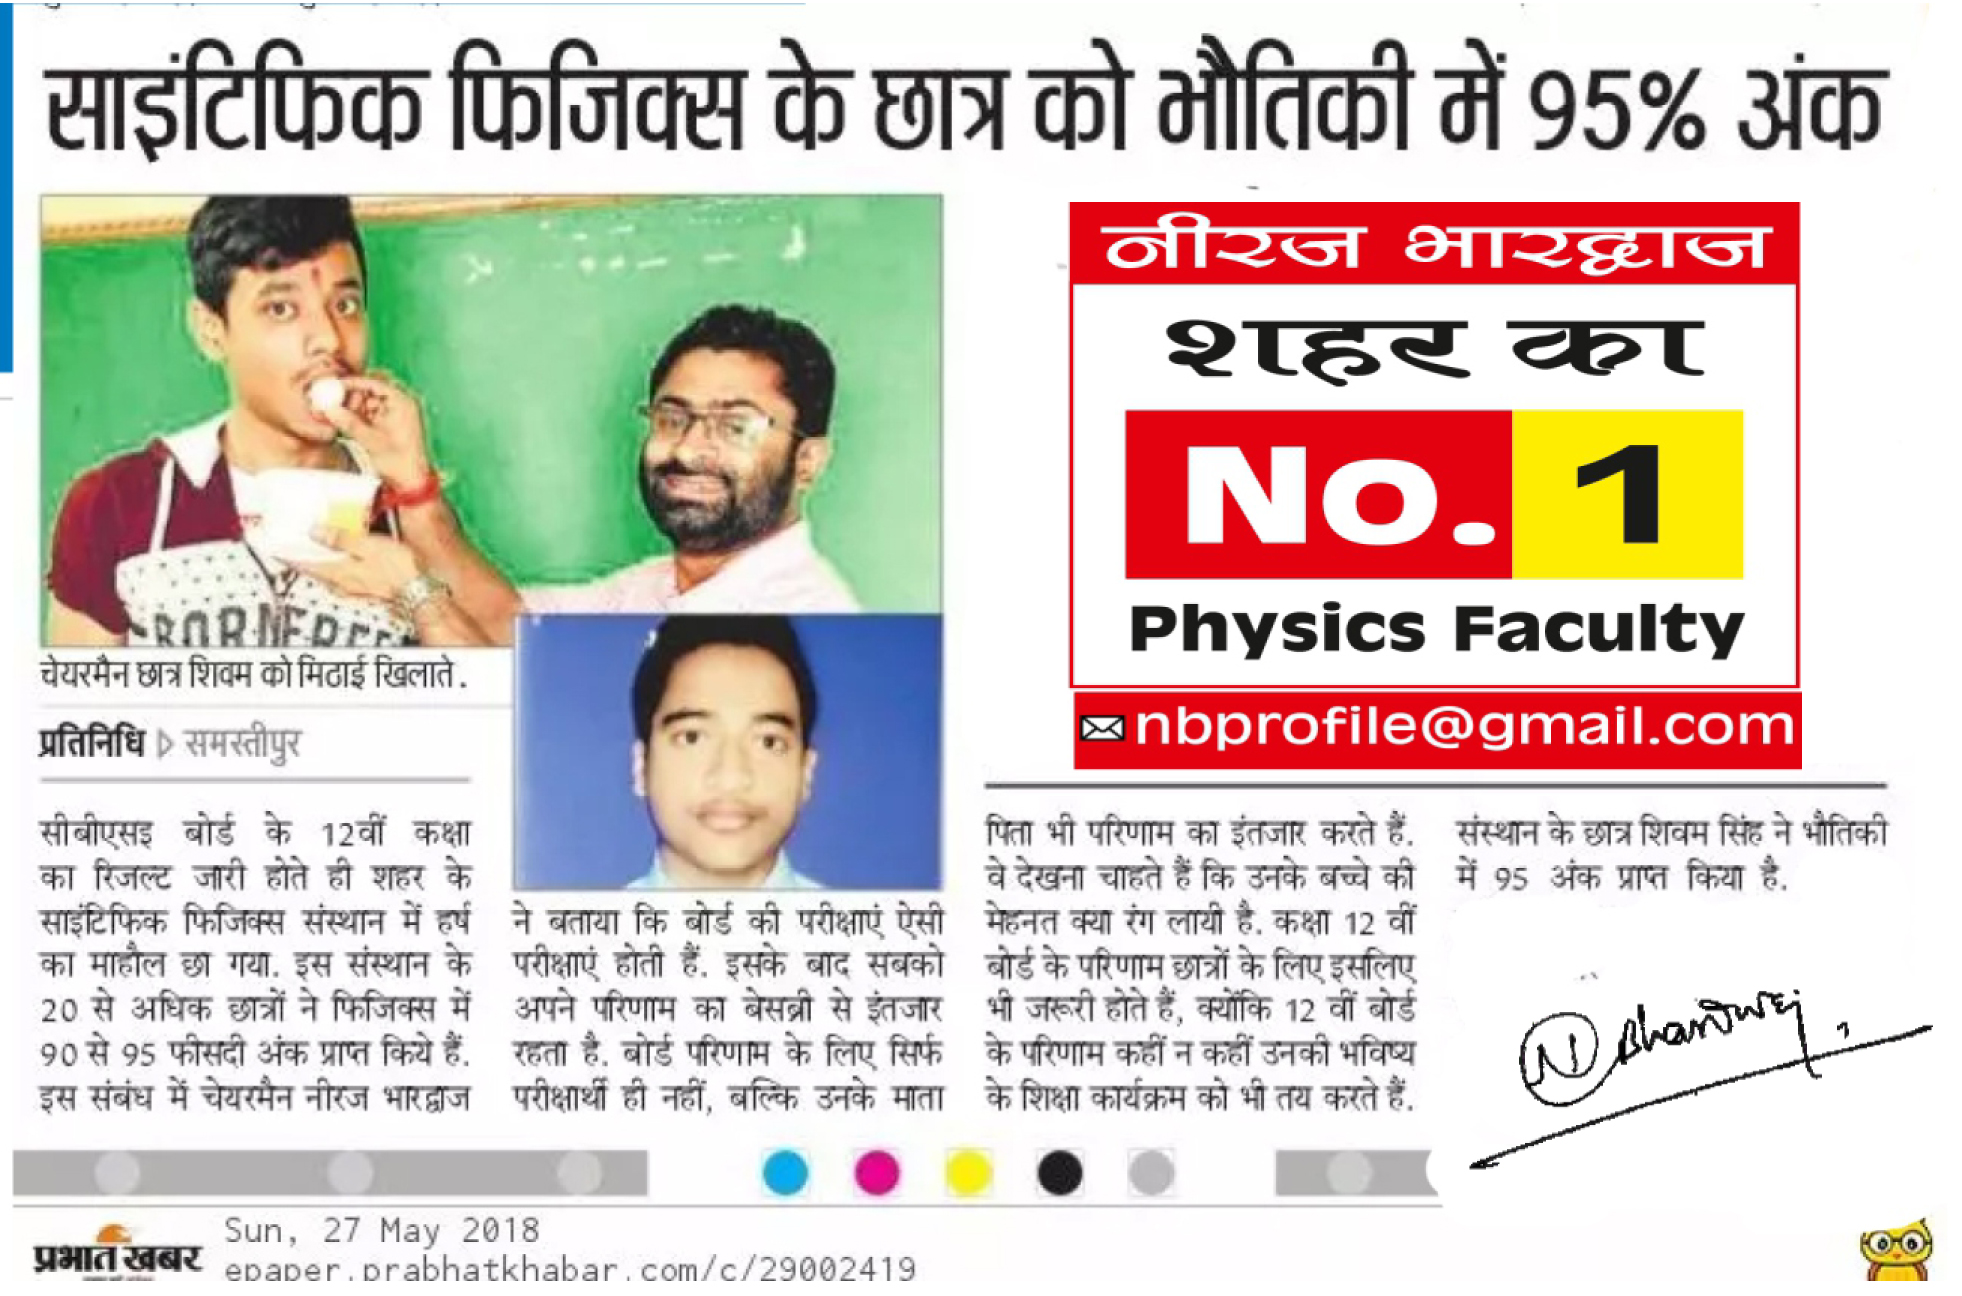 साइंटिफिक फिजिक्स के छात्र को भौतिकी में 95% अंक
नीरज भारद्वाज
शहर का
No. 1
Physics Faculty
nbprofile@gmail.com
चेयरमैन छात्र शिवम को मिठाई खिलाते.
प्रतिनिधि ▷ समस्तीपुर
सीबीएसइ बोर्ड के 12वीं कक्षा
का रिजल्ट जारी होते ही शहर के
साइंटिफिक फिजिक्स संस्थान में हर्ष
का माहौल छा गया. इस संस्थान के
20 से अधिक छात्रों ने फिजिक्स में
90 से 95 फीसदी अंक प्राप्त किये हैं.
इस संबंध में चेयरमैन नीरज भारद्वाज
ने बताया कि बोर्ड की परीक्षाएं ऐसी
परीक्षाएं होती हैं. इसके बाद सबको
अपने परिणाम का बेसब्री से इंतजार
रहता है. बोर्ड परिणाम के लिए सिर्फ
परीक्षार्थी ही नहीं, बल्कि उनके माता
पिता भी परिणाम का इंतजार करते हैं.
वे देखना चाहते हैं कि उनके बच्चे की
मेहनत क्या रंग लायी है. कक्षा 12 वीं
बोर्ड के परिणाम छात्रों के लिए इसलिए
भी जरूरी होते हैं, क्योंकि 12 वीं बोर्ड
के परिणाम कहीं न कहीं उनकी भविष्य
के शिक्षा कार्यक्रम को भी तय करते हैं.
संस्थान के छात्र शिवम सिंह ने भौतिकी
में 95 अंक प्राप्त किया है.
N Bhardwaj
प्रभात खबर
Sun, 27 May 2018
epaper.prabhatkhabar.com/c/29002419